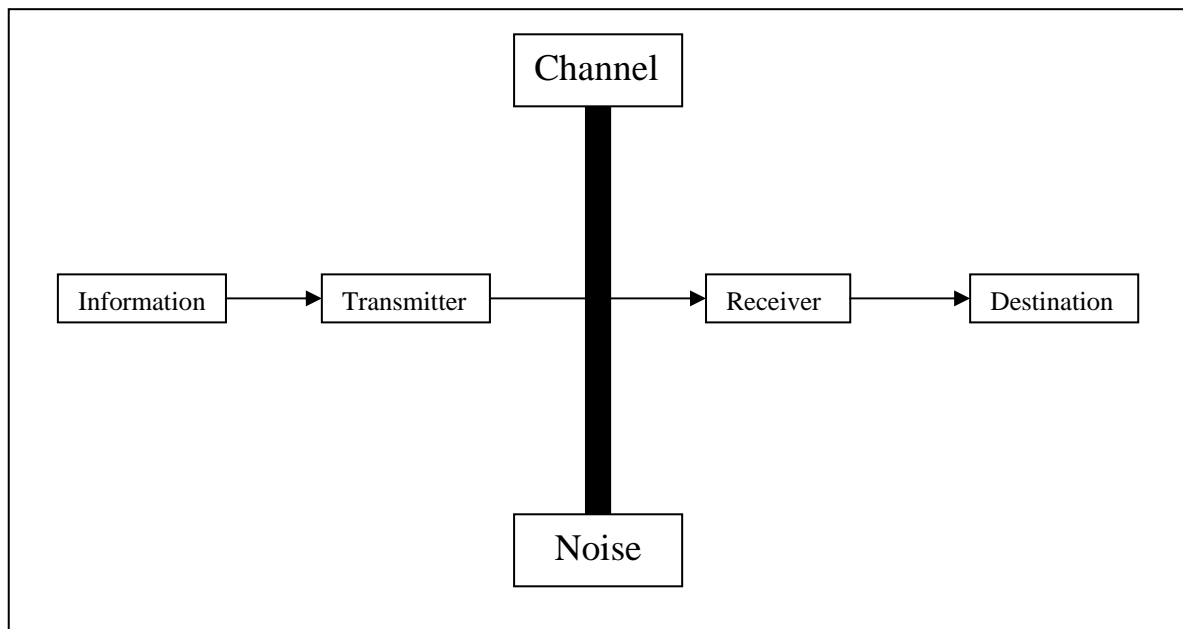 Channel
Information
Transmitter
Receiver
Destination
Noise